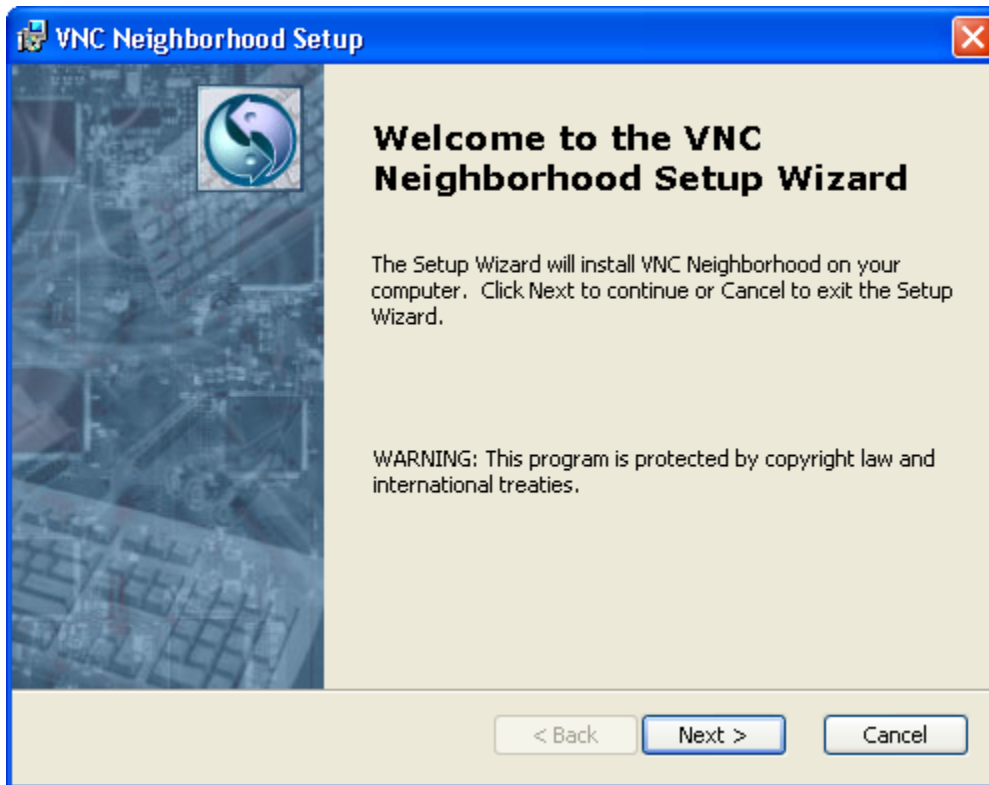 VNC Neighborhood Setup
Welcome to the VNC
Neighborhood Setup Wizard
The Setup Wizard will install VNC Neighborhood on your
computer.  Click Next to continue or Cancel to exit the Setup
Wizard.
WARNING: This program is protected by copyright law and
international treaties.
< Back
Next >
Cancel